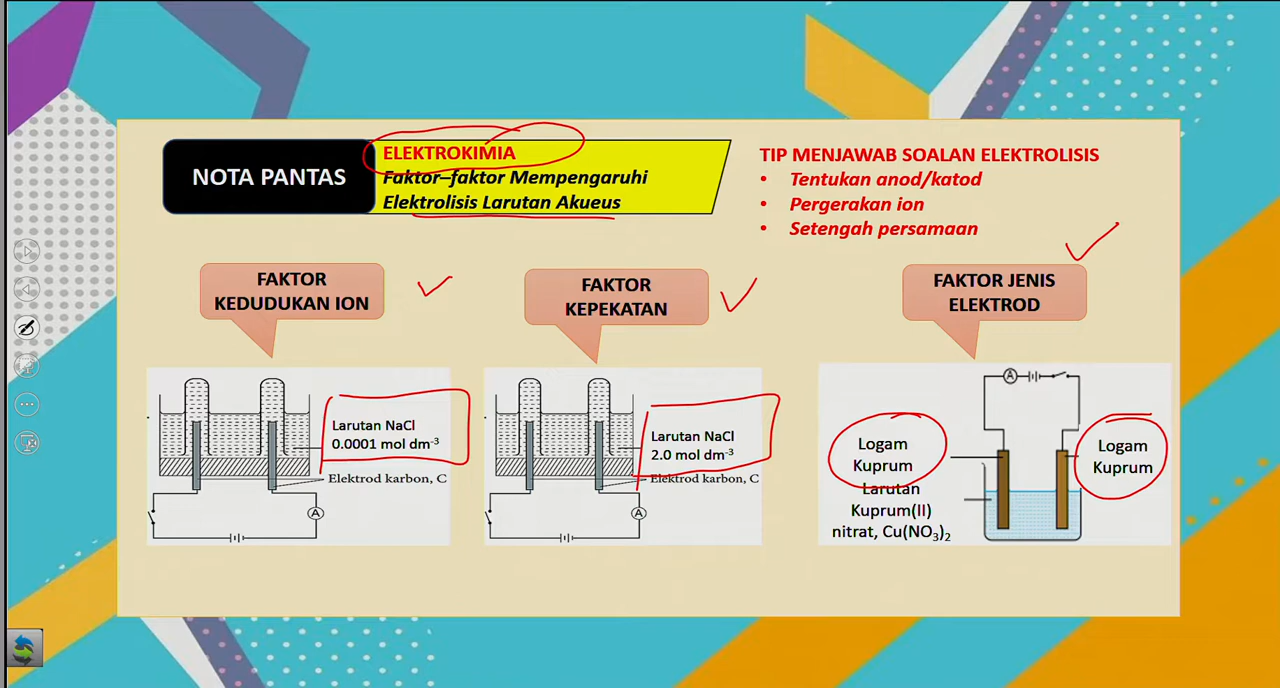 NOTA PANTAS
ELEKTROKIMIA
Faktor–faktor Mempengaruhi
Elektrolisis Larutan Akueus
TIP MENJAWAB SOALAN ELEKTROLISIS
• Tentukan anod/katod
• Pergerakan ion
• Setengah persamaan
FAKTOR
KEDUDUKAN ION
FAKTOR
KEPEKATAN
FAKTOR JENIS
ELEKTROD
Larutan NaCl
0.0001 mol dm⁻³
Elektrod karbon, C
A
Larutan NaCl
2.0 mol dm⁻³
Elektrod karbon, C
A
A
Logam
Kuprum
Larutan
Kuprum(II)
nitrat, Cu(NO₃)₂
Logam
Kuprum